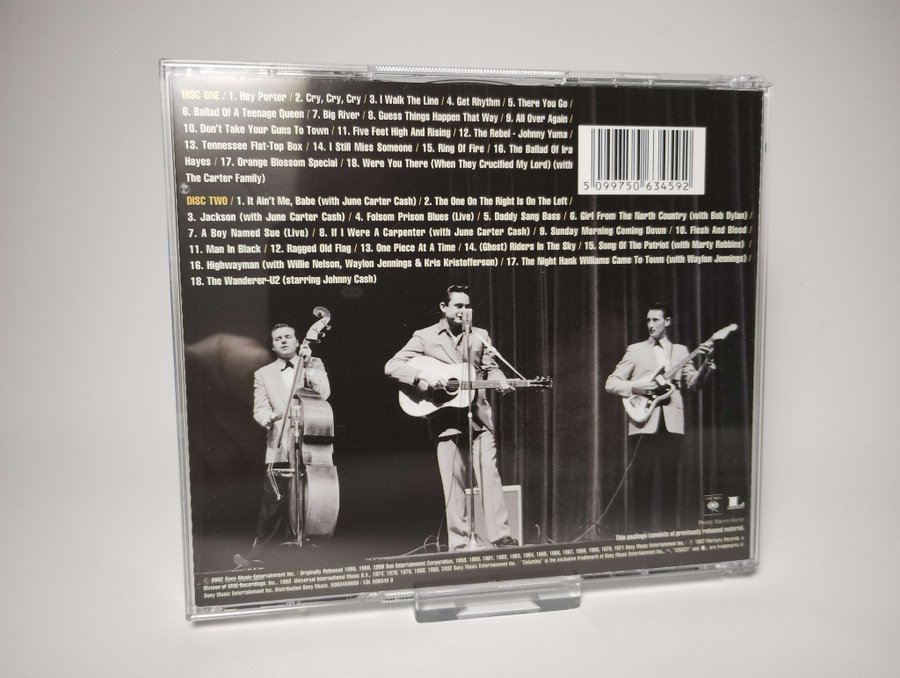 DISC ONE / 1. Hey Porter / 2. Cry, Cry, Cry / 3. I Walk The Line / 4. Get Rhythm / 5. There You Go /
6. Ballad Of A Teenage Queen / 7. Big River / 8. Guess Things Happen That Way / 9. All Over Again /
10. Don't Take Your Guns To Town / 11. Five Feet High And Rising / 12. The Rebel - Johnny Yuma /
13. Tennessee Flat-Top Box / 14. I Still Miss Someone / 15. Ring Of Fire / 16. The Ballad Of Ira
Hayes / 17. Orange Blossom Special / 18. Were You There (When They Crucified My Lord) (with
The Carter Family)
5 099750 634592
DISC TWO / 1. It Ain't Me, Babe (with June Carter Cash) / 2. The One On The Right Is On The Left /
3. Jackson (with June Carter Cash) / 4. Folsom Prison Blues (Live) / 5. Daddy Sang Bass / 6. Girl From The North Country (with Bob Dylan) /
7. A Boy Named Sue (Live) / 8. If I Were A Carpenter (with June Carter Cash) / 9. Sunday Morning Coming Down / 10. Flesh And Blood /
11. Man In Black / 12. Ragged Old Flag / 13. One Piece At A Time / 14. (Ghost) Riders In The Sky / 15. Song Of The Patriot (with Marty Robbins) /
16. Highwayman (with Willie Nelson, Waylon Jennings & Kris Kristofferson) / 17. The Night Hank Williams Came To Town (with Waylon Jennings) /
18. The Wanderer-U2 (starring Johnny Cash)
This package consists of previously released material.